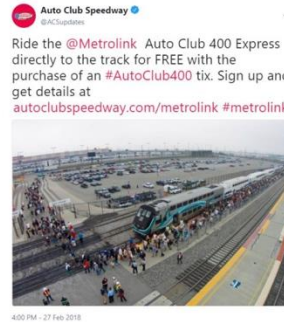 Auto Club Speedway
@ACSupdates
Ride the @Metrolink Auto Club 400 Express
directly to the track for FREE with the
purchase of an #AutoClub400 tix. Sign up and
get details at
autoclubspeedway.com/metrolink #metrolink
4:00 PM - 27 Feb 2018